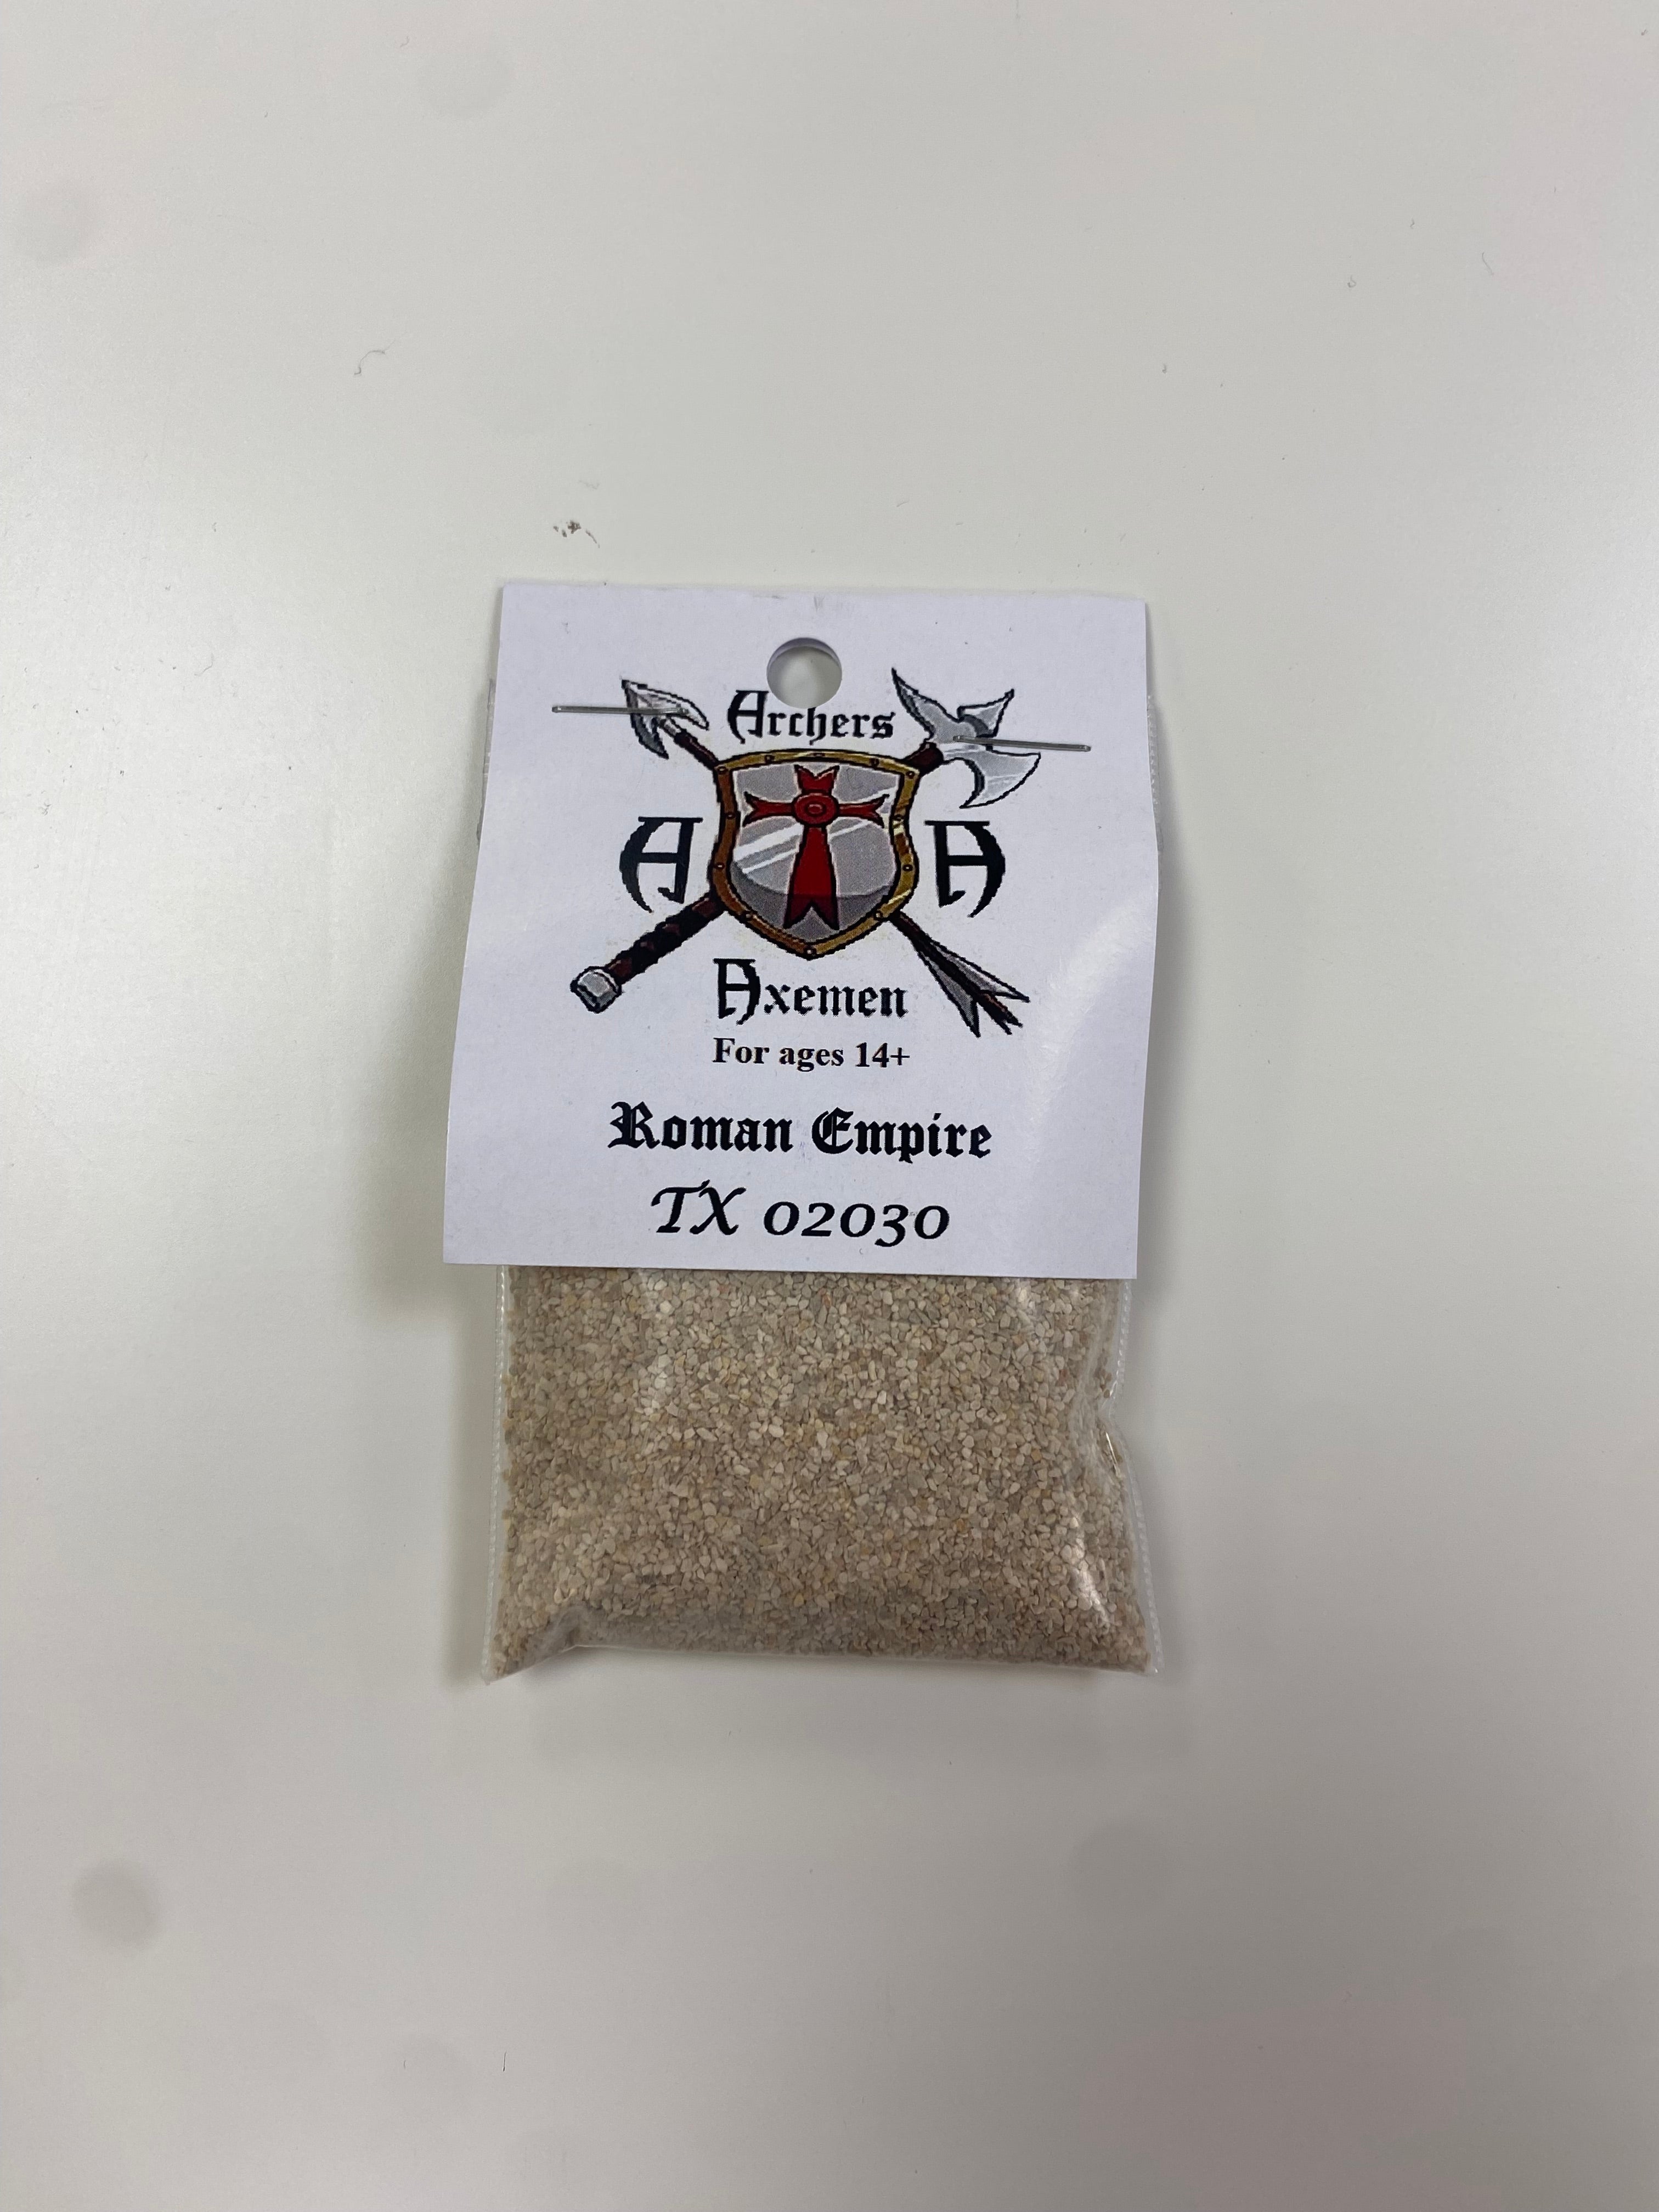 Archers
A A
Axemen
For ages 14+
Roman Empire
TX 02030